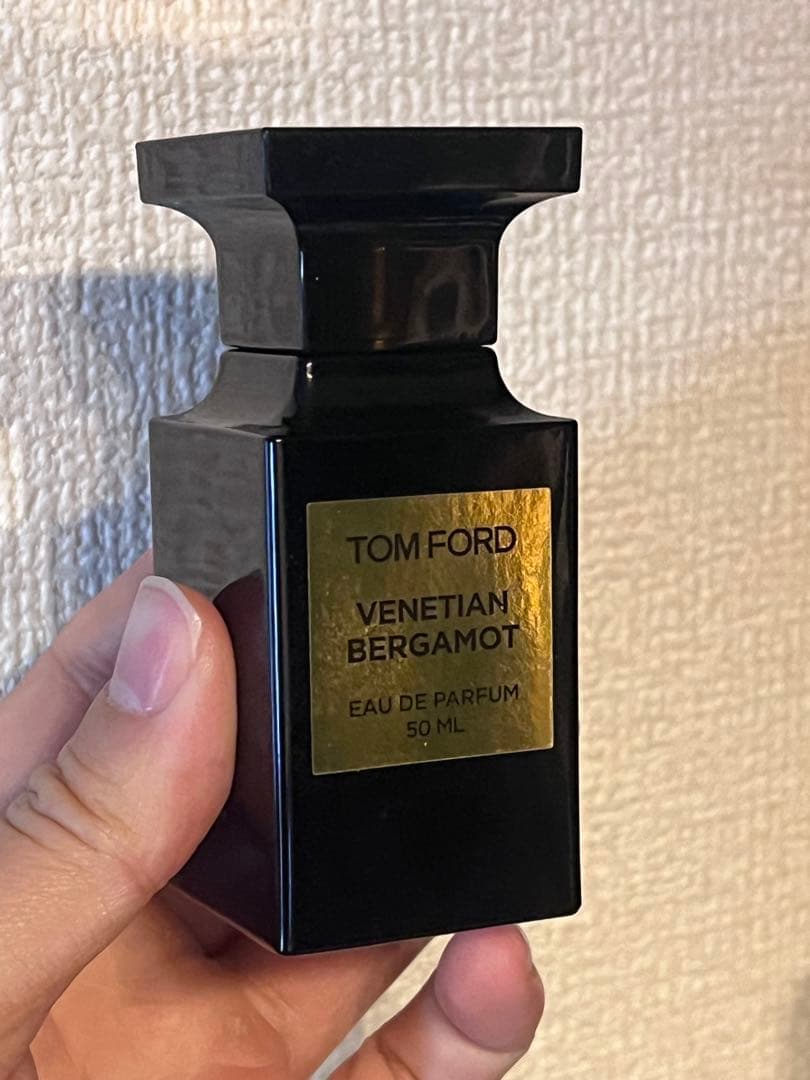 TOM FORD
VENETIAN
BERGAMOT
EAU DE PARFUM
50 ML